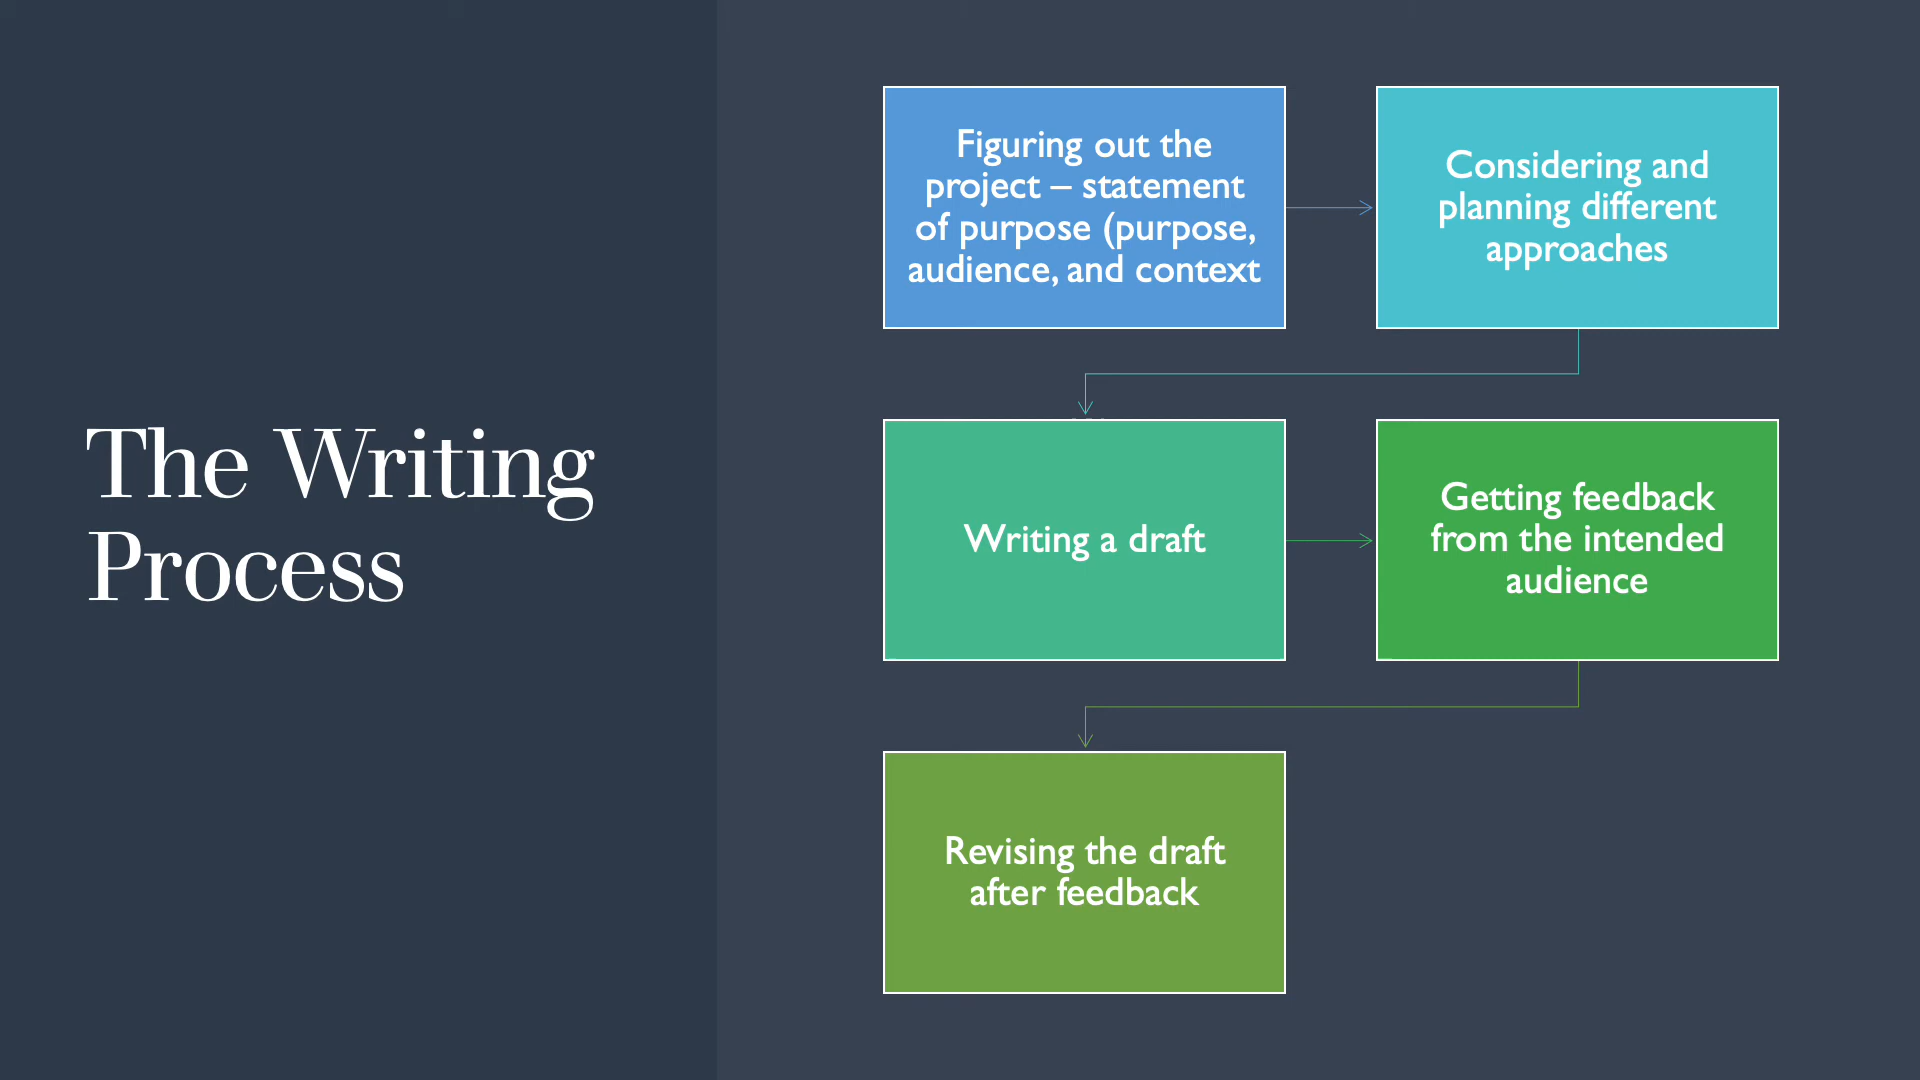 The Writing
Process
Figuring out the
project – statement
of purpose (purpose,
audience, and context
Considering and
planning different
approaches
Writing a draft
Getting feedback
from the intended
audience
Revising the draft
after feedback